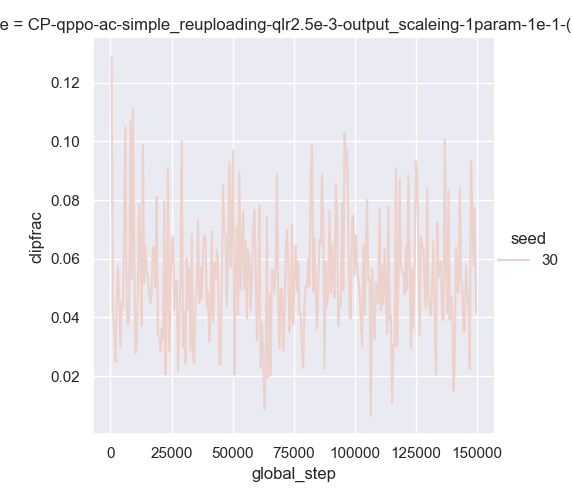 e = CP-qppo-ac-simple_reuploading-qlr2.5e-3-output_scaleing-1param-1e-1-(
0.12
0.10
0.08
0.06
0.04
0.02
dipfrac
0 25000 50000 75000 100000 125000 150000
global_step
seed
30